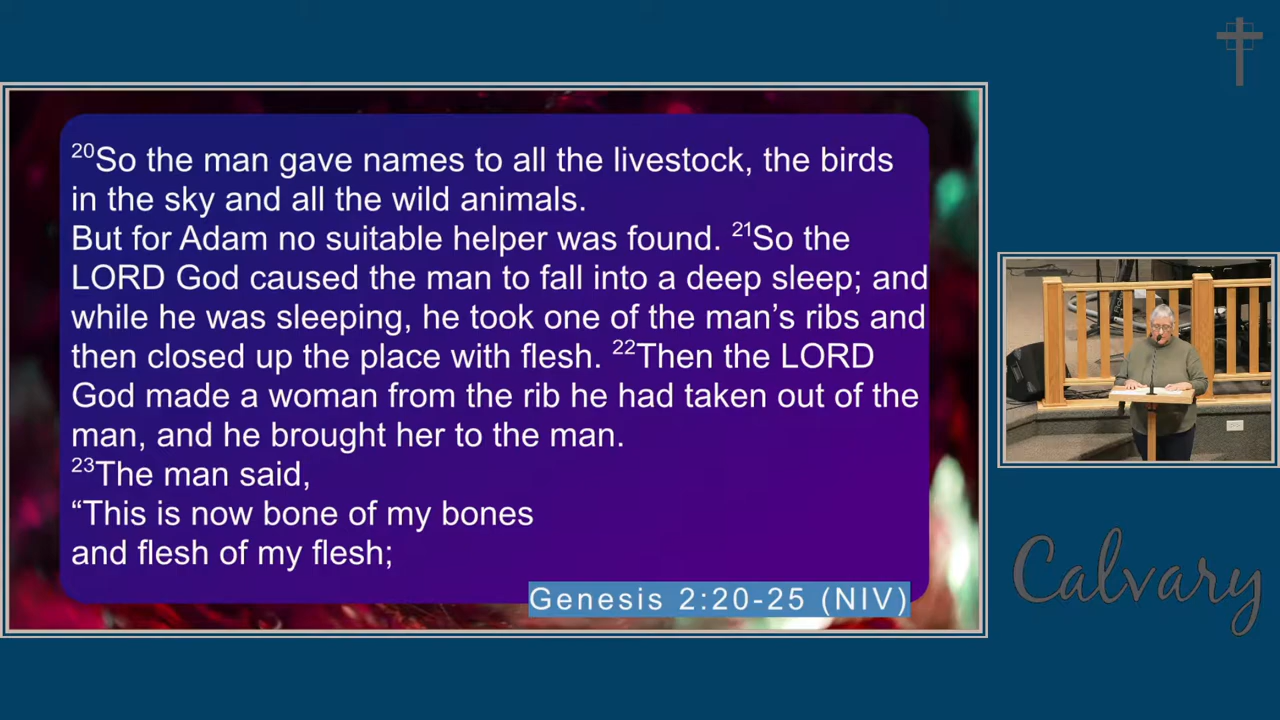 ²⁰So the man gave names to all the livestock, the birds
in the sky and all the wild animals.
But for Adam no suitable helper was found. ²¹So the
LORD God caused the man to fall into a deep sleep; and
while he was sleeping, he took one of the man’s ribs and
then closed up the place with flesh. ²²Then the LORD
God made a woman from the rib he had taken out of the
man, and he brought her to the man.
²³The man said,
“This is now bone of my bones
and flesh of my flesh;
Genesis 2:20-25 (NIV)
Calvary